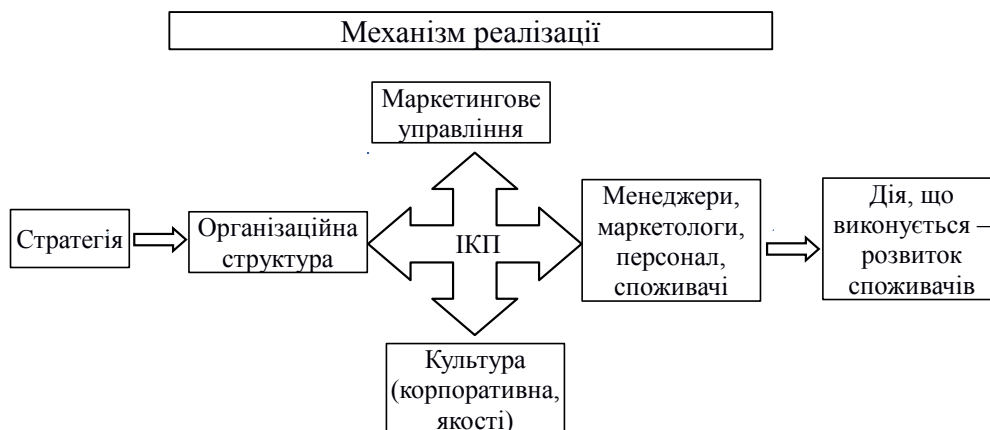 Механізм реалізації
Маркетингове
управління
Стратегія
Організаційна
структура
ІКП
Менеджери,
маркетологи,
персонал,
споживачі
Дія, що
виконується –
розвиток
споживачів
Культура
(корпоративна,
якості)